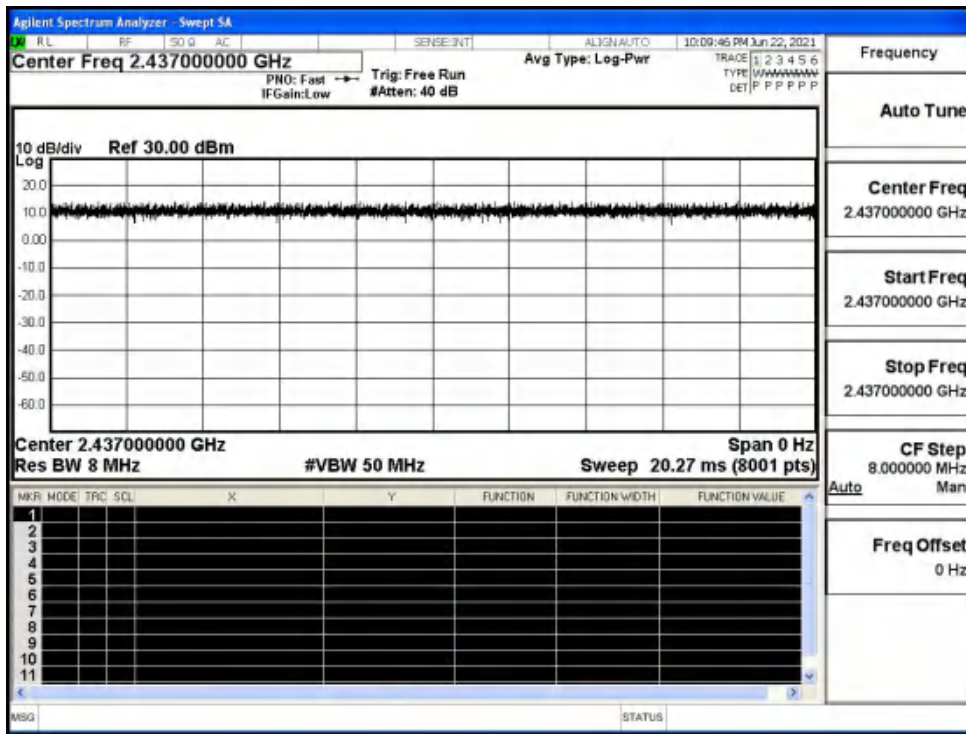 Agilent Spectrum Analyzer - Swept SA
RL RF 50 Ω AC SENSE:INT ALIGNAUTO 10:09:46 PM Jun 22, 2021
Center Freq 2.437000000 GHz
PNO: Fast
IFGain:Low
Trig: Free Run
#Atten: 40 dB
Avg Type: Log-Pwr
TRACE 1 2 3 4 5 6
TYPE
DET P P P P P P
10 dB/div Ref 30.00 dBm
Log
20.0
10.0
0.00
-10.0
-20.0
-30.0
-40.0
-50.0
-60.0
Center 2.437000000 GHz Span 0 Hz
Res BW 8 MHz #VBW 50 MHz Sweep 20.27 ms (8001 pts)
MKR MODE TRC SCL X Y FUNCTION FUNCTION WIDTH FUNCTION VALUE
1
2
3
4
5
6
7
8
9
10
11
MSG STATUS
Frequency
Auto Tune
Center Freq
2.437000000 GHz
Start Freq
2.437000000 GHz
Stop Freq
2.437000000 GHz
CF Step
8.000000 MHz
Auto Man
Freq Offset
0 Hz